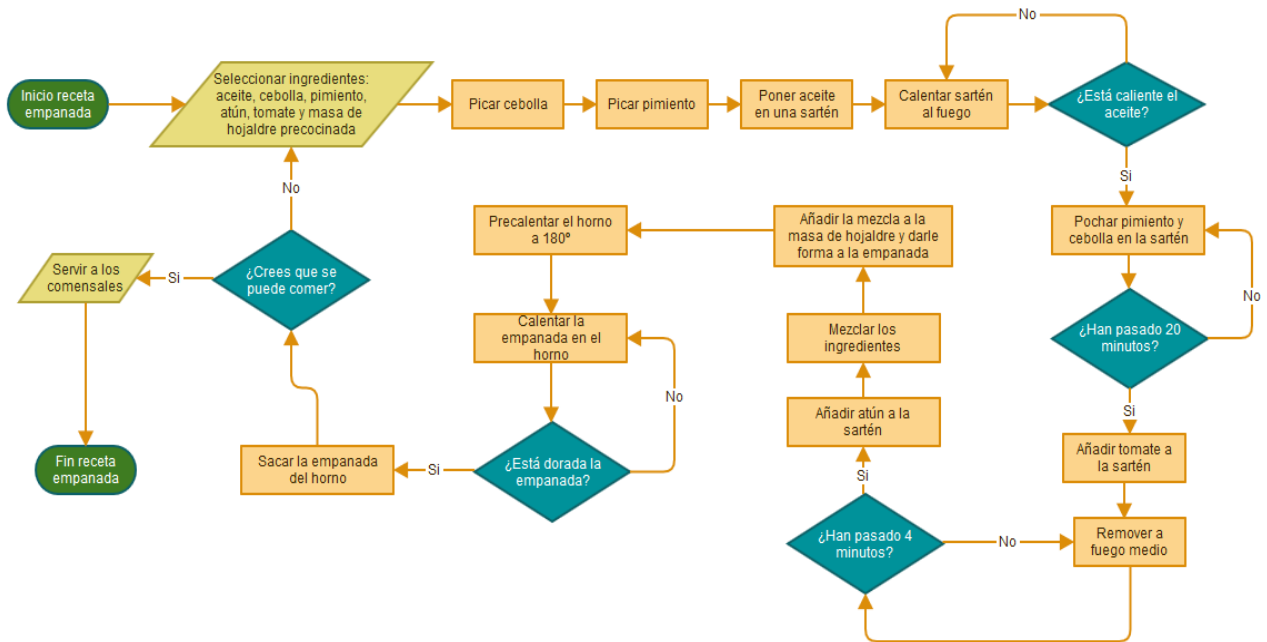 Inicio receta
empanada
Seleccionar ingredientes:
aceite, cebolla, pimiento,
atún, tomate y masa de
hojaldre precocinada
Picar cebolla
Picar pimiento
Poner aceite
en una sartén
Calentar sartén
al fuego
No
¿Está caliente el
aceite?
Si
Pochar pimiento y
cebolla en la sartén
No
¿Han pasado 20
minutos?
Si
Añadir tomate a
la sartén
Remover a
fuego medio
¿Han pasado 4
minutos?
No
Si
Añadir atún a la
sartén
Mezclar los
ingredientes
Añadir la mezcla a la
masa de hojaldre y darle
forma a la empanada
Precalentar el horno
a 180º
Calentar la
empanada en el
horno
No
¿Está dorada la
empanada?
Si
Sacar la empanada
del horno
¿Crees que se
puede comer?
No
Si
Servir a los
comensales
Fin receta
empanada